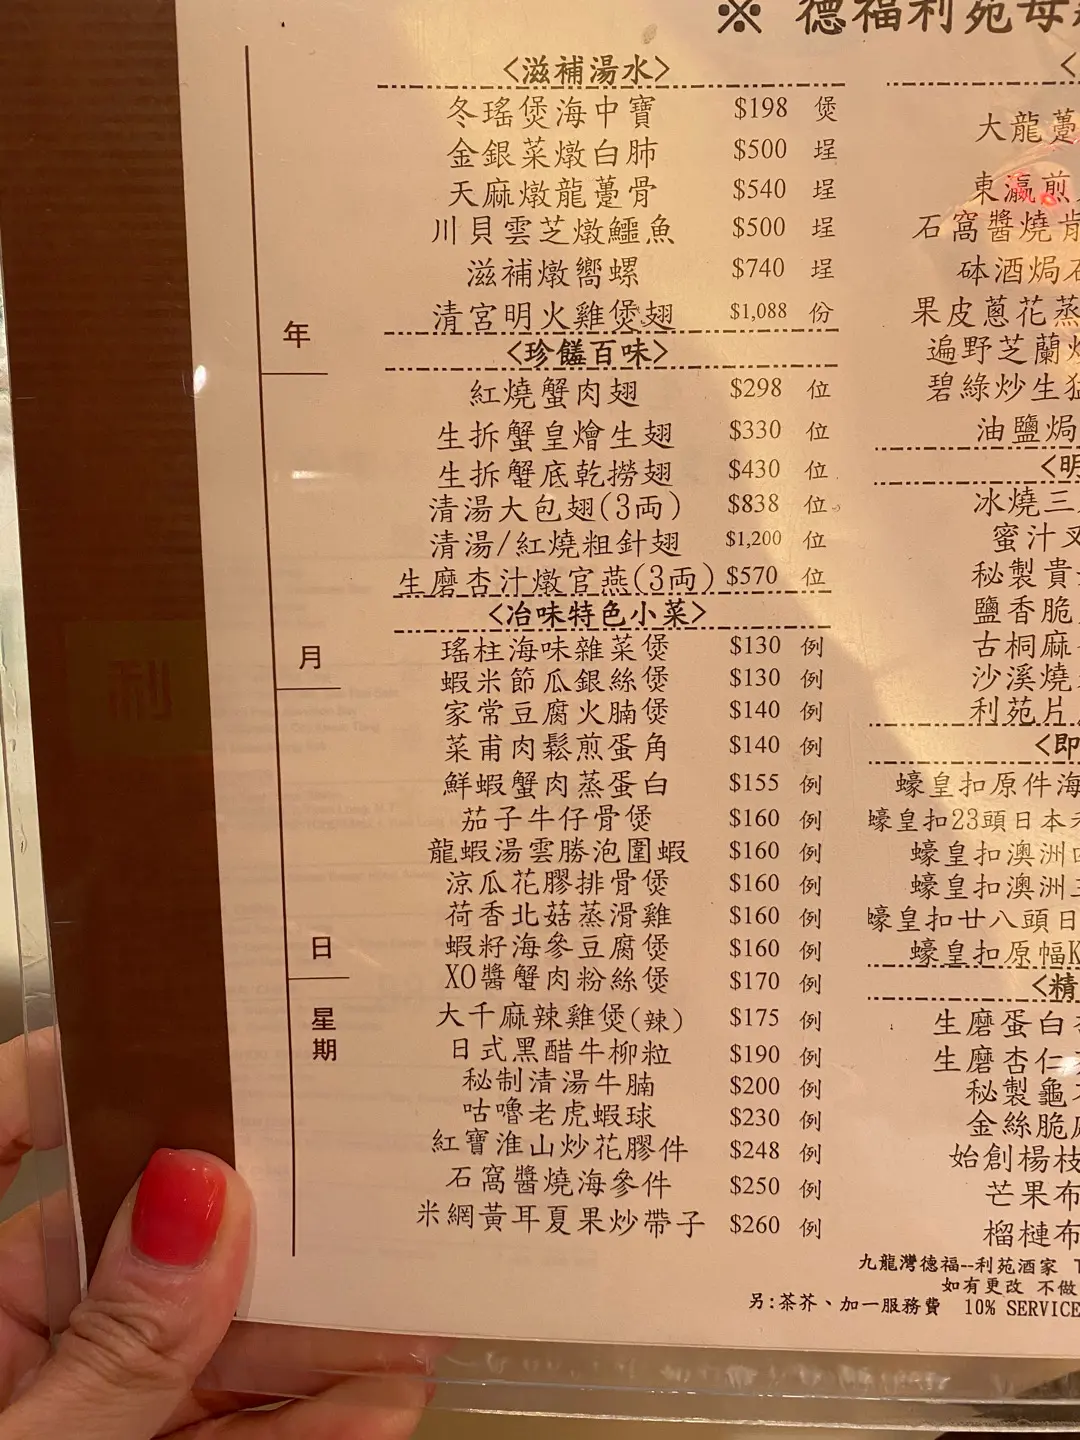 ※ 德福利苑母
<滋補湯水>
冬瑤煲海中寶 $198 煲
金銀菜燉白肺 $500 埕
天麻燉龍躉骨 $540 埕
川貝雲芝燉鱷魚 $500 埕
滋補燉嚮螺 $740 埕
清宮明火雞煲翅 $1,088 份
<珍饈百味>
紅燒蟹肉翅 $298 位
生拆蟹皇燴生翅 $330 位
生拆蟹底乾撈翅 $430 位
清湯大包翅(3両) $838 位
清湯/紅燒粗針翅 $1,200 位
生磨杏汁燉官燕(3両) $570 位
<冶味特色小菜>
瑤柱海味雜菜煲 $130 例
蝦米節瓜銀絲煲 $130 例
家常豆腐火腩煲 $140 例
菜甫肉鬆煎蛋角 $140 例
鮮蝦蟹肉蒸蛋白 $155 例
茄子牛仔骨煲 $160 例
龍蝦湯雲勝泡圍蝦 $160 例
涼瓜花膠排骨煲 $160 例
荷香北菇蒸滑雞 $160 例
蝦籽海參豆腐煲 $160 例
XO醬蟹肉粉絲煲 $170 例
大千麻辣雞煲(辣) $175 例
日式黑醋牛柳粒 $190 例
秘制清湯牛腩 $200 例
咕嚕老虎蝦球 $230 例
紅寶淮山炒花膠件 $248 例
石窩醬燒海參件 $250 例
米網黃耳夏果炒帶子 $260 例
年
月
日
星期
利
<
大龍躉
東瀛煎
石窩醬燒
砵酒焗石
果皮蔥花蒸
遍野芝蘭
碧綠炒生
油鹽焗
<明
冰燒三
蜜汁叉
秘製貴
鹽香脆
古桐麻
沙溪燒
利苑片
<即
蠔皇扣原件海
蠔皇扣23頭日本
蠔皇扣澳洲
蠔皇扣澳洲
蠔皇扣廿八頭日
蠔皇扣原幅
<精
生磨蛋白
生磨杏仁
秘製龜
金絲脆
始創楊枝
芒果布
榴槤布
九龍灣德福--利苑酒家 T
如有更改 不做
另:茶芥、加一服務費 10% SERVICE